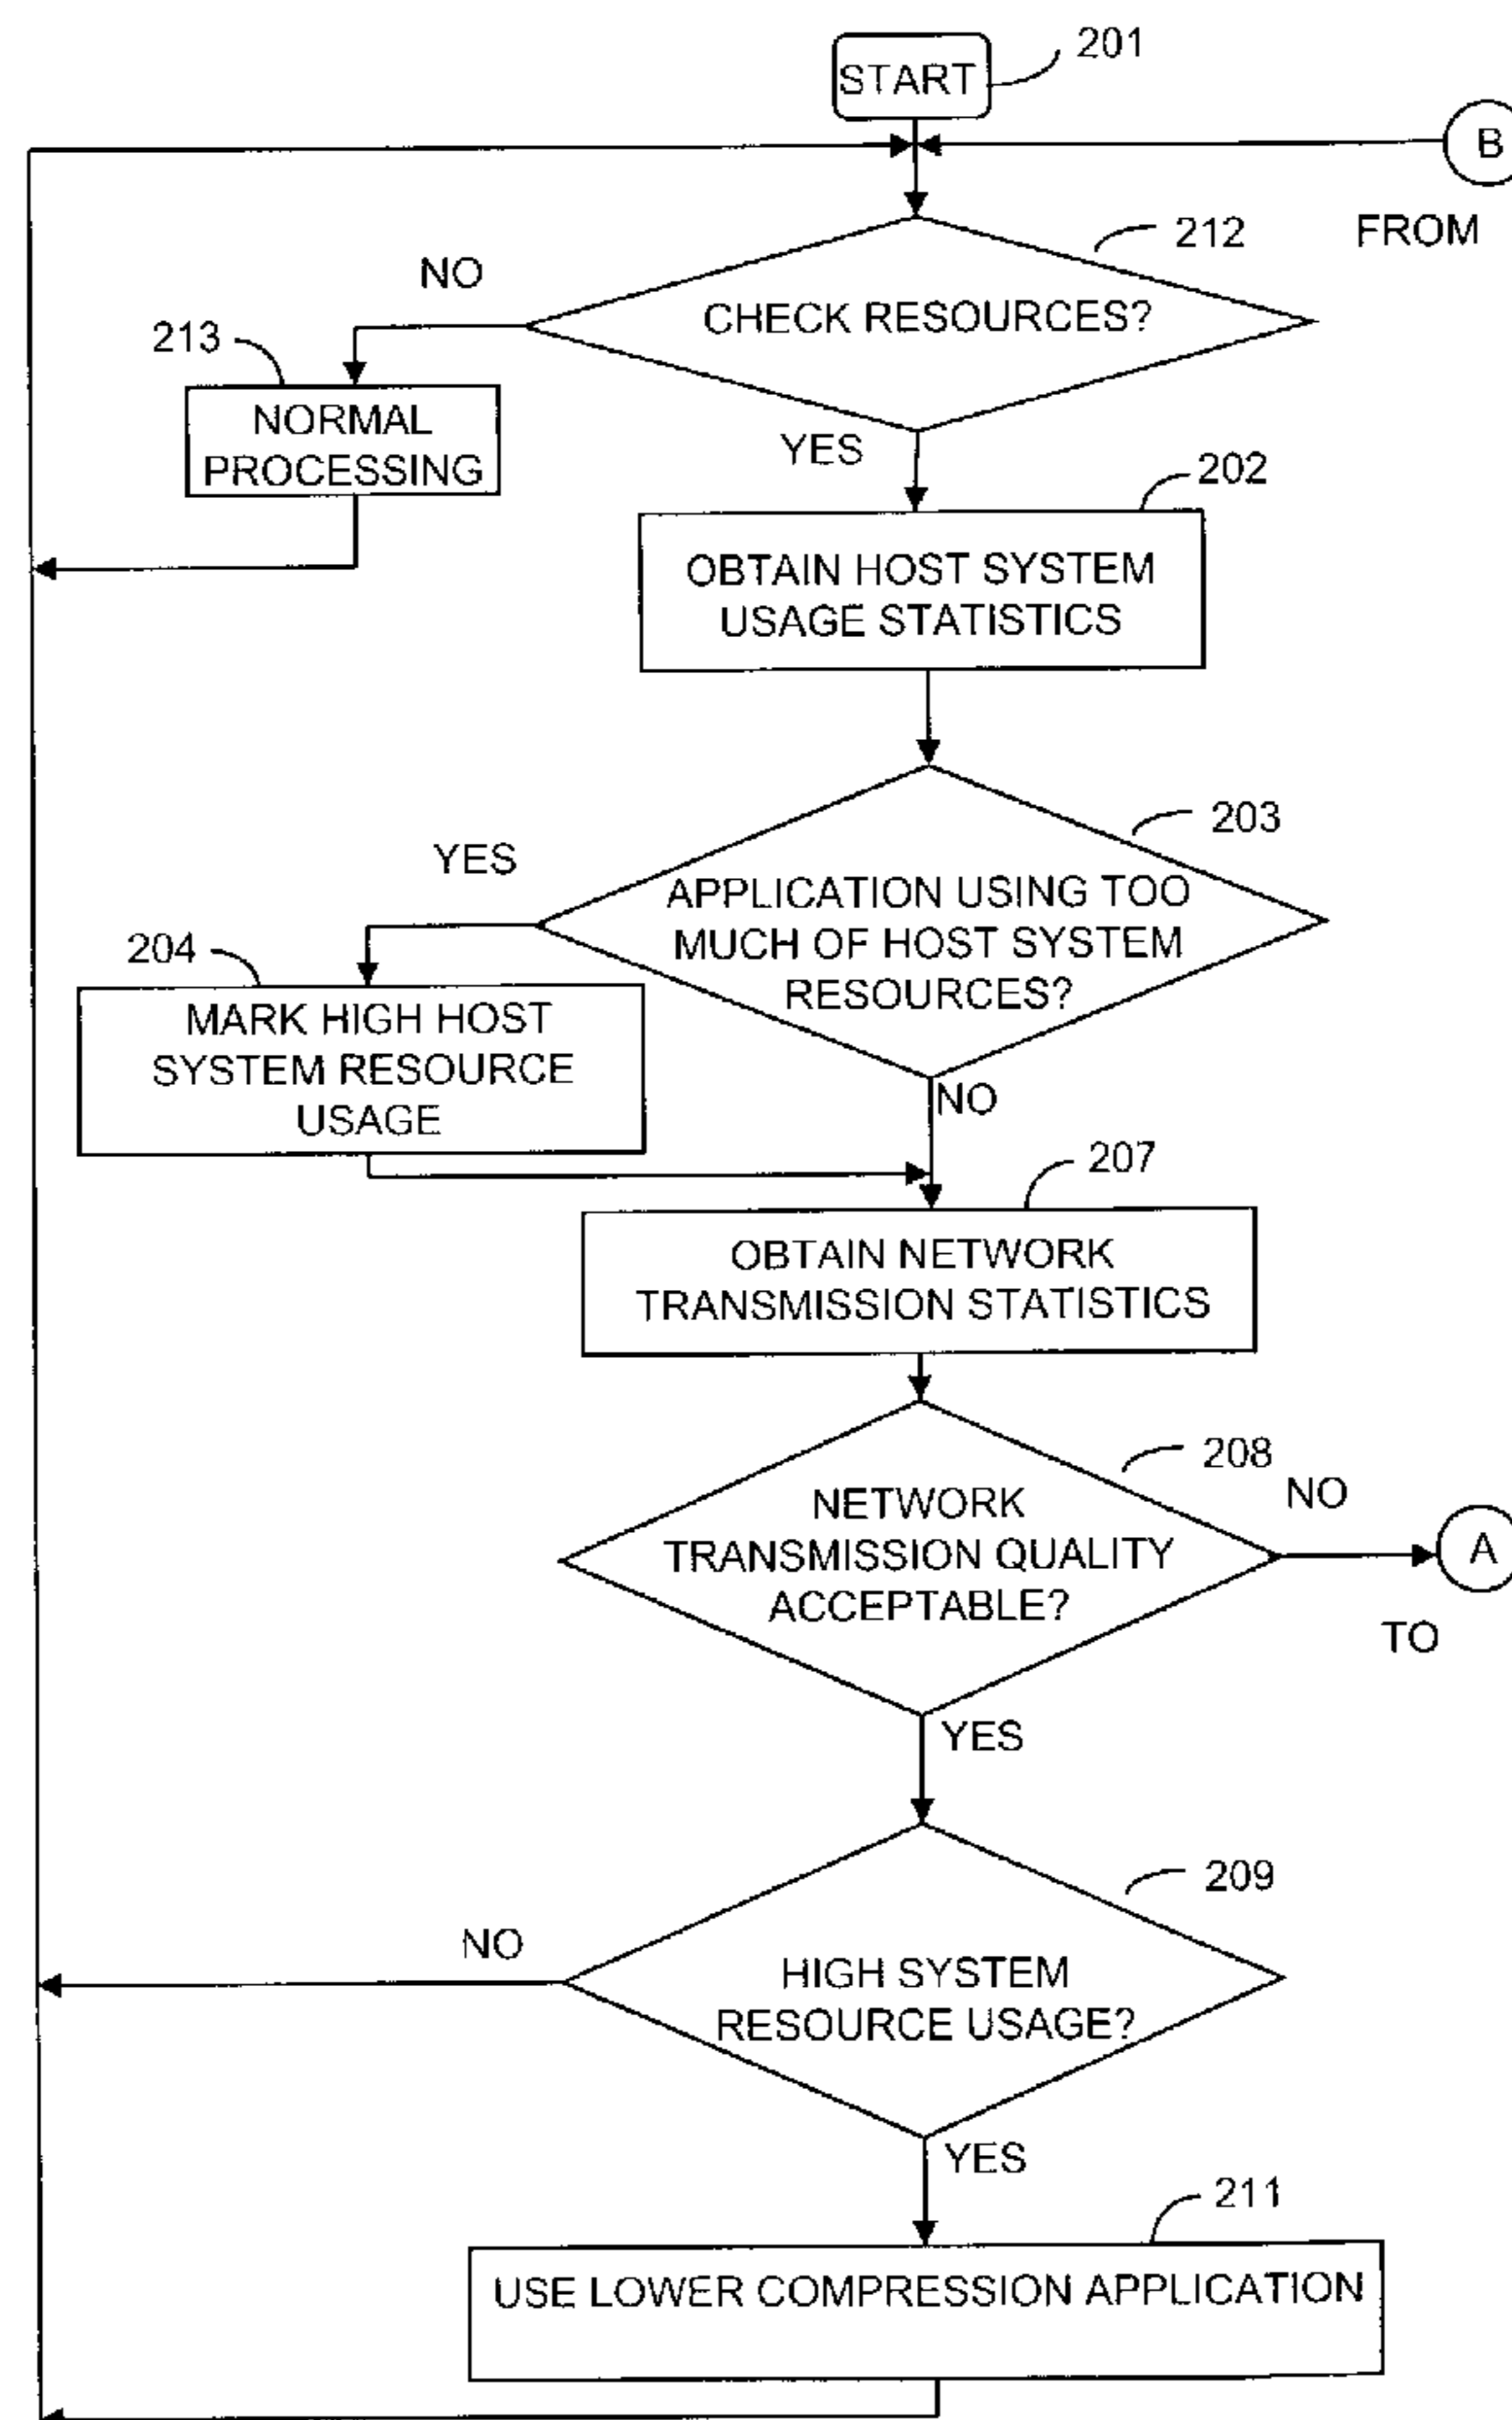 START
201
B
FROM
212
NO
CHECK RESOURCES?
213
NORMAL
PROCESSING
YES
202
OBTAIN HOST SYSTEM
USAGE STATISTICS
203
YES
APPLICATION USING TOO
MUCH OF HOST SYSTEM
RESOURCES?
204
MARK HIGH HOST
SYSTEM RESOURCE
USAGE
NO
207
OBTAIN NETWORK
TRANSMISSION STATISTICS
208
NO
NETWORK
TRANSMISSION QUALITY
ACCEPTABLE?
A
TO
YES
209
NO
HIGH SYSTEM
RESOURCE USAGE?
YES
211
USE LOWER COMPRESSION APPLICATION